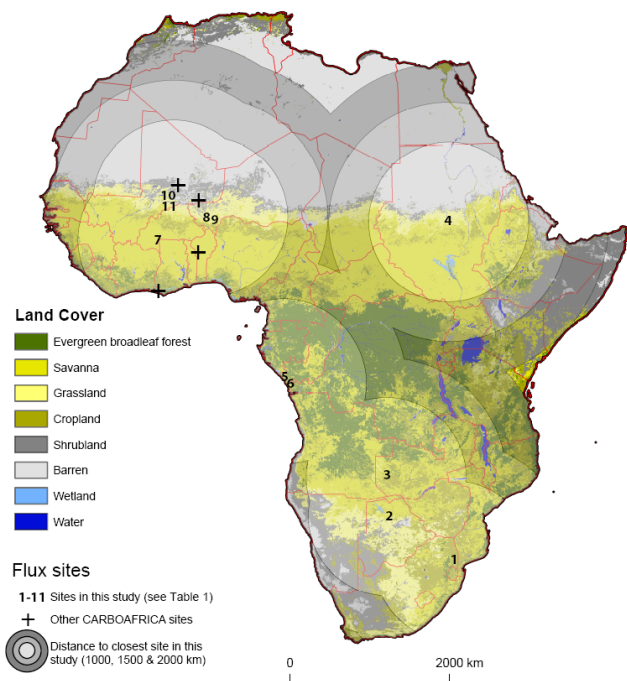 10
11
8 9
7
4
5
6
3
2
1
Land Cover
Evergreen broadleaf forest
Savanna
Grassland
Cropland
Shrubland
Barren
Wetland
Water
Flux sites
1-11 Sites in this study (see Table 1)
Other CARBOAFRICA sites
Distance to closest site in this
study (1000, 1500 & 2000 km)
0 2000 km